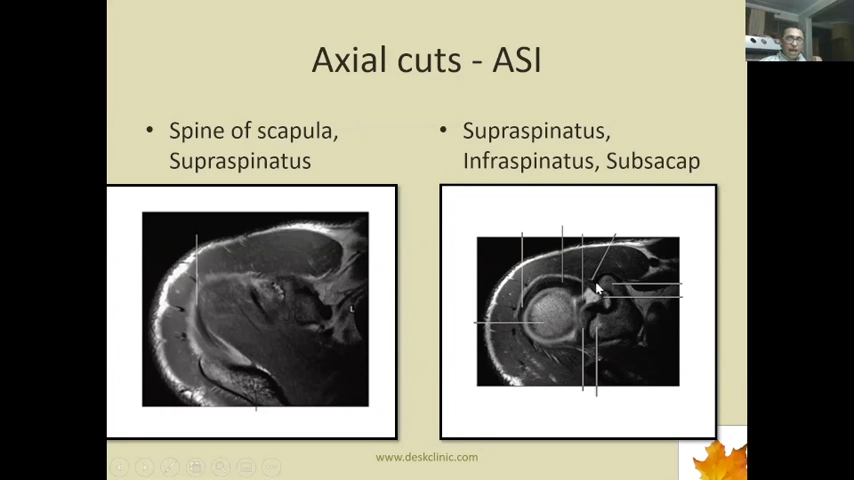 Axial cuts - ASI
• Spine of scapula,
Supraspinatus
• Supraspinatus,
Infraspinatus, Subsacap
L
www.deskclinic.com